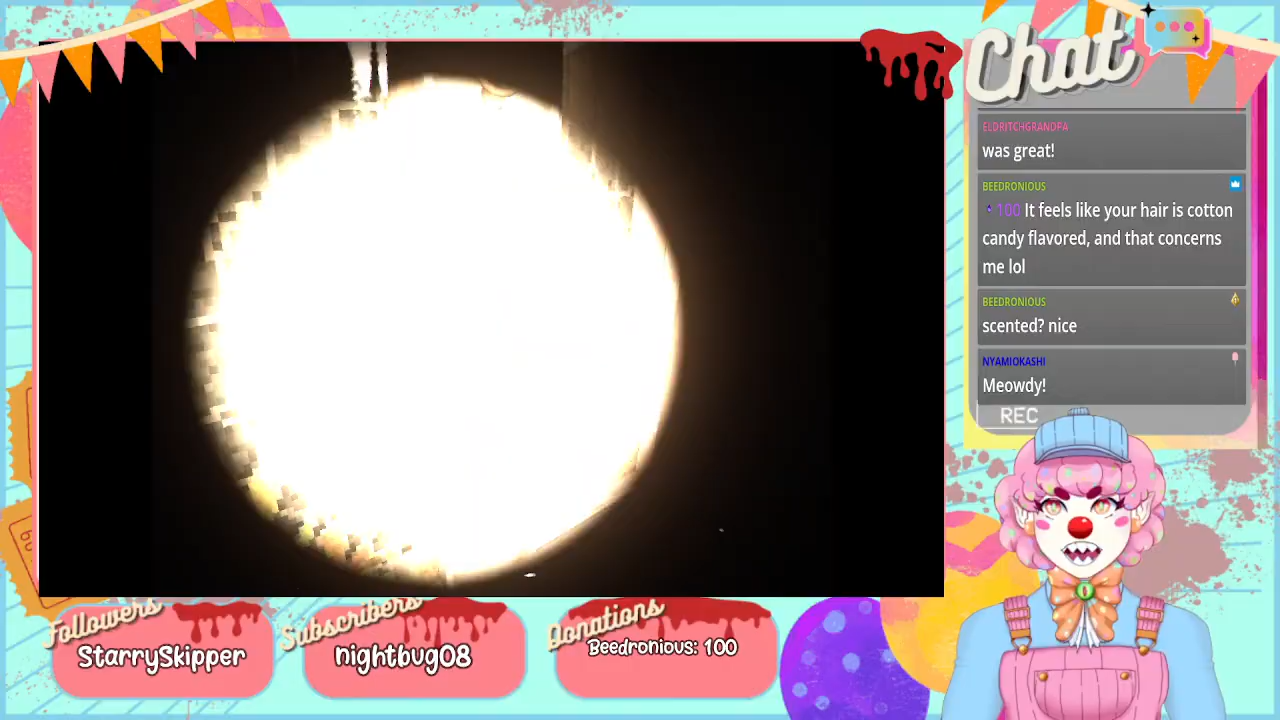 Chat
ELDRITCHGRANDPA
was great!
BEEDRONIOUS
100 It feels like your hair is cotton
candy flavored, and that concerns
me lol
BEEDRONIOUS
scented? nice
NYAMIOKASHI
Meowdy!
REC
Followers
StarrySkipper
Subscribers
nightbug08
Donations
Beedronious: 100